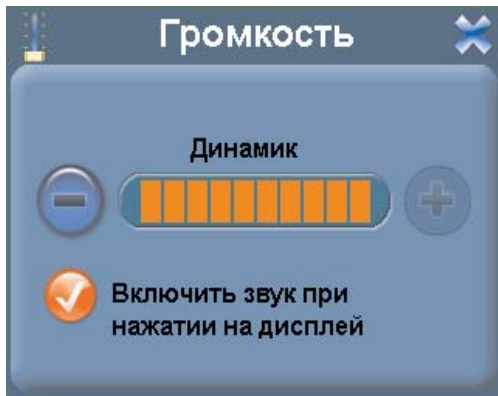 Громкость
Динамик
Включить звук при
нажатии на дисплей